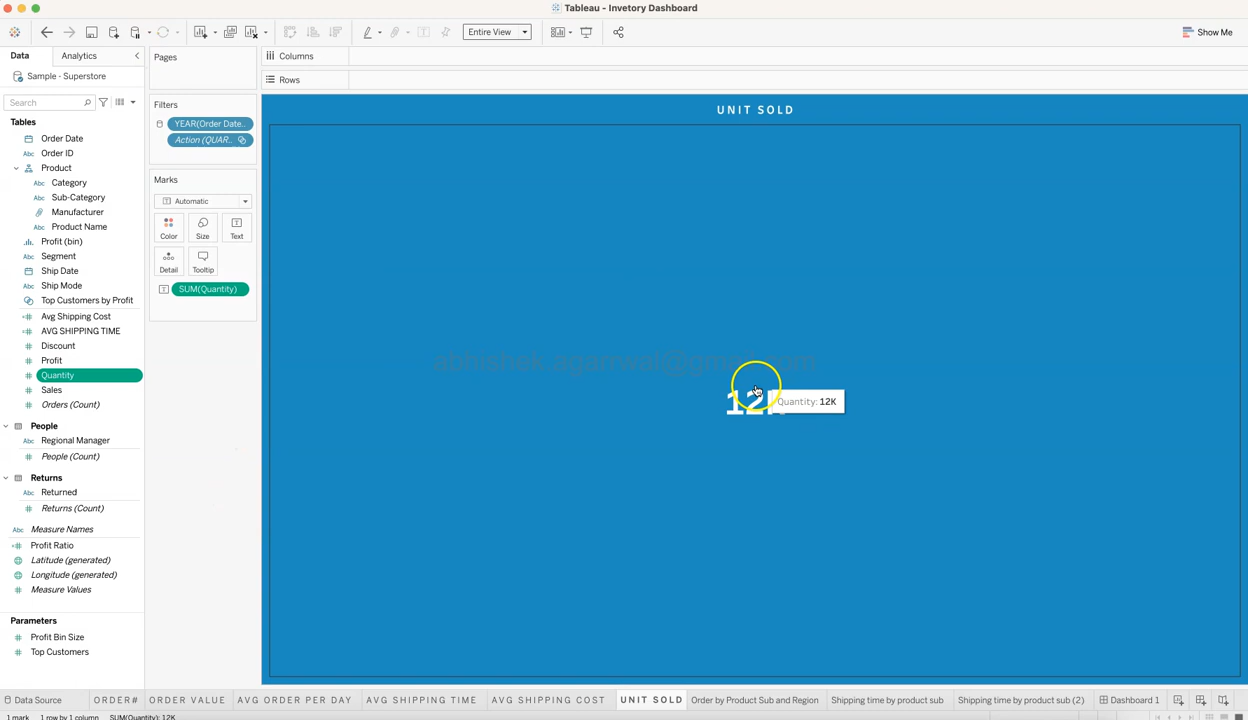 Tableau - Invetory Dashboard
Entire View
Show Me
Data
Analytics
Sample - Superstore
Search
Tables
Order Date
Order ID
Product
Category
Sub-Category
Manufacturer
Product Name
Profit (bin)
Segment
Ship Date
Ship Mode
Top Customers by Profit
Avg Shipping Cost
AVG SHIPPING TIME
Discount
Profit
Quantity
Sales
Orders (Count)
People
Regional Manager
People (Count)
Returns
Returned
Returns (Count)
Measure Names
Profit Ratio
Latitude (generated)
Longitude (generated)
Measure Values
Parameters
Profit Bin Size
Top Customers
Pages
Filters
YEAR(Order Date..
Action (QUAR..
Marks
Automatic
Color
Size
Text
Detail
Tooltip
SUM(Quantity)
Columns
Rows
UNIT SOLD
abhishek.agarrwal@gmail.com
12K
Quantity: 12K
Data Source
ORDER#
ORDER VALUE
AVG ORDER PER DAY
AVG SHIPPING TIME
AVG SHIPPING COST
UNIT SOLD
Order by Product Sub and Region
Shipping time by product sub
Shipping time by product sub (2)
Dashboard 1
1 mark
1 row by 1 column
SUM(Quantity): 12K